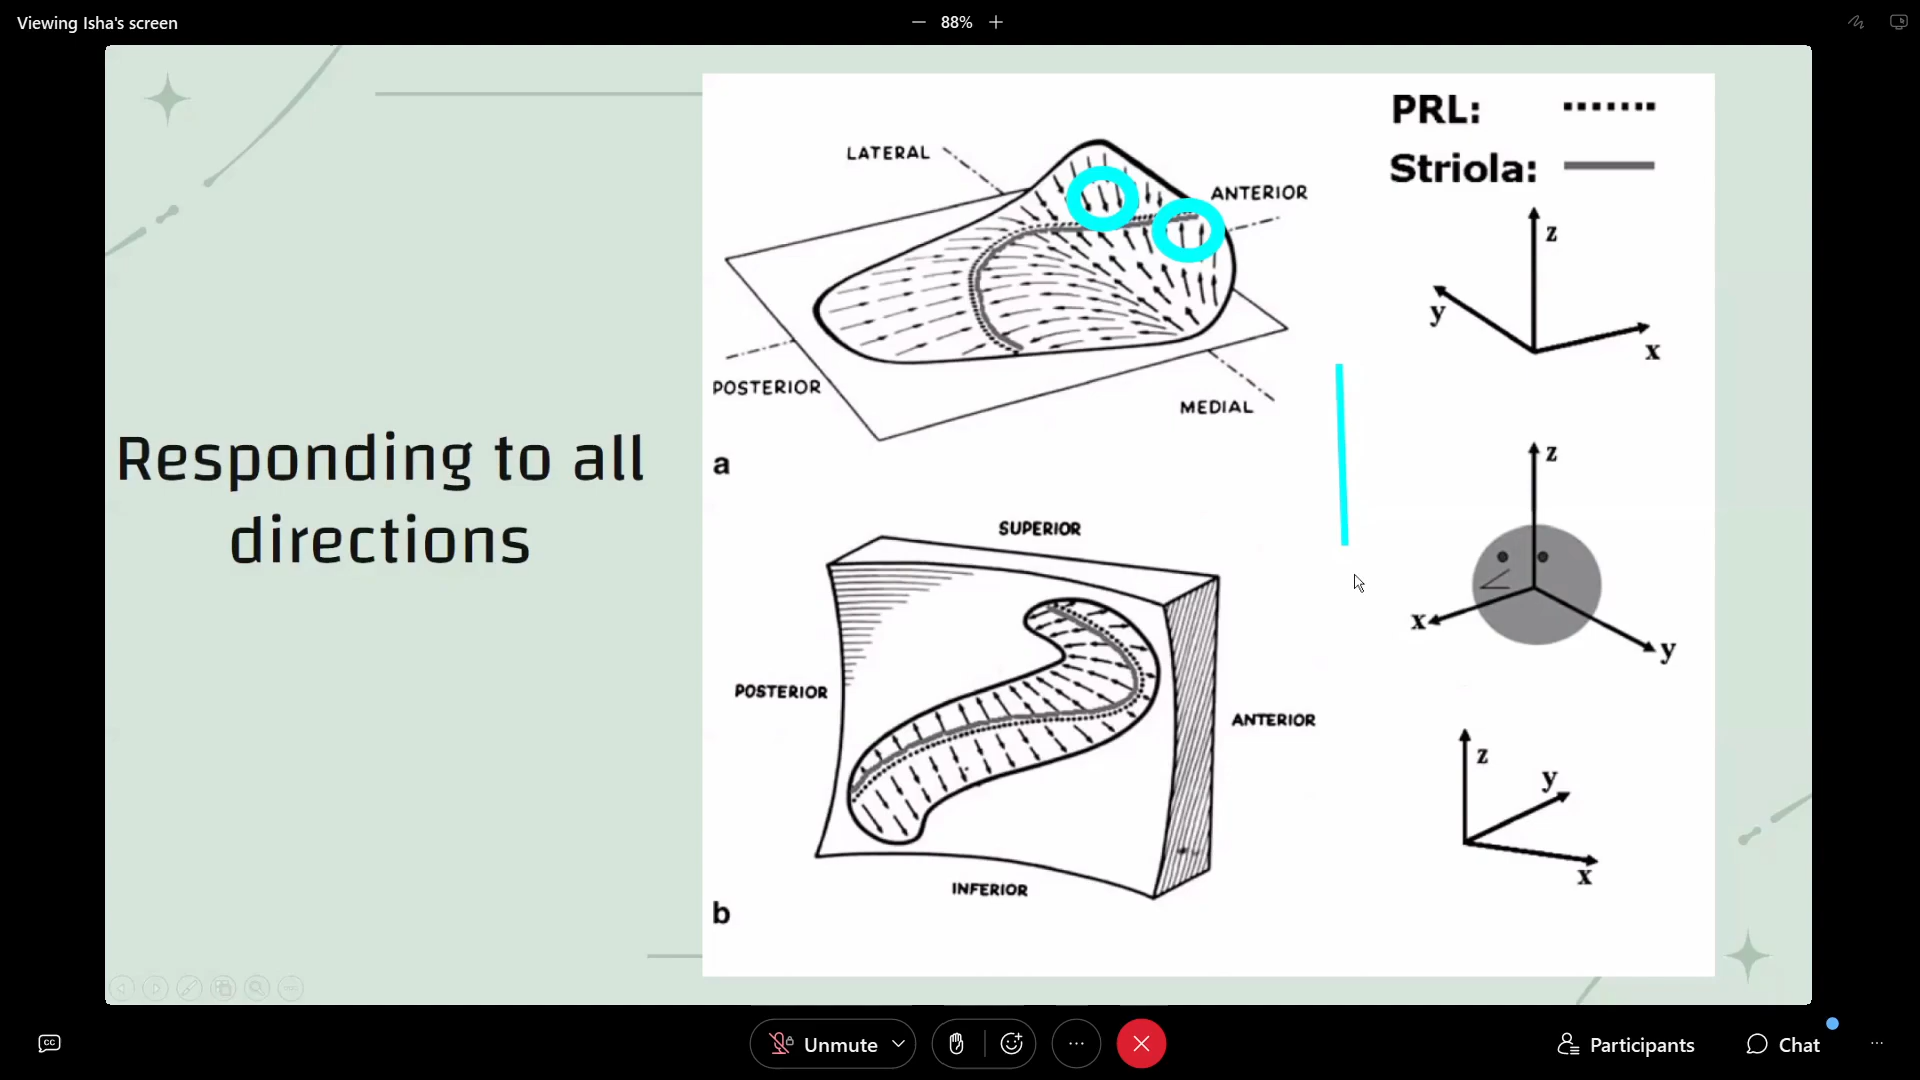 Viewing Isha's screen
88%
PRL:
Striola:
LATERAL
ANTERIOR
POSTERIOR
MEDIAL
a
z
y
x
Responding to all
directions
SUPERIOR
POSTERIOR
ANTERIOR
INFERIOR
b
z
x
y
z
y
x
CC
Unmute
Participants
Chat